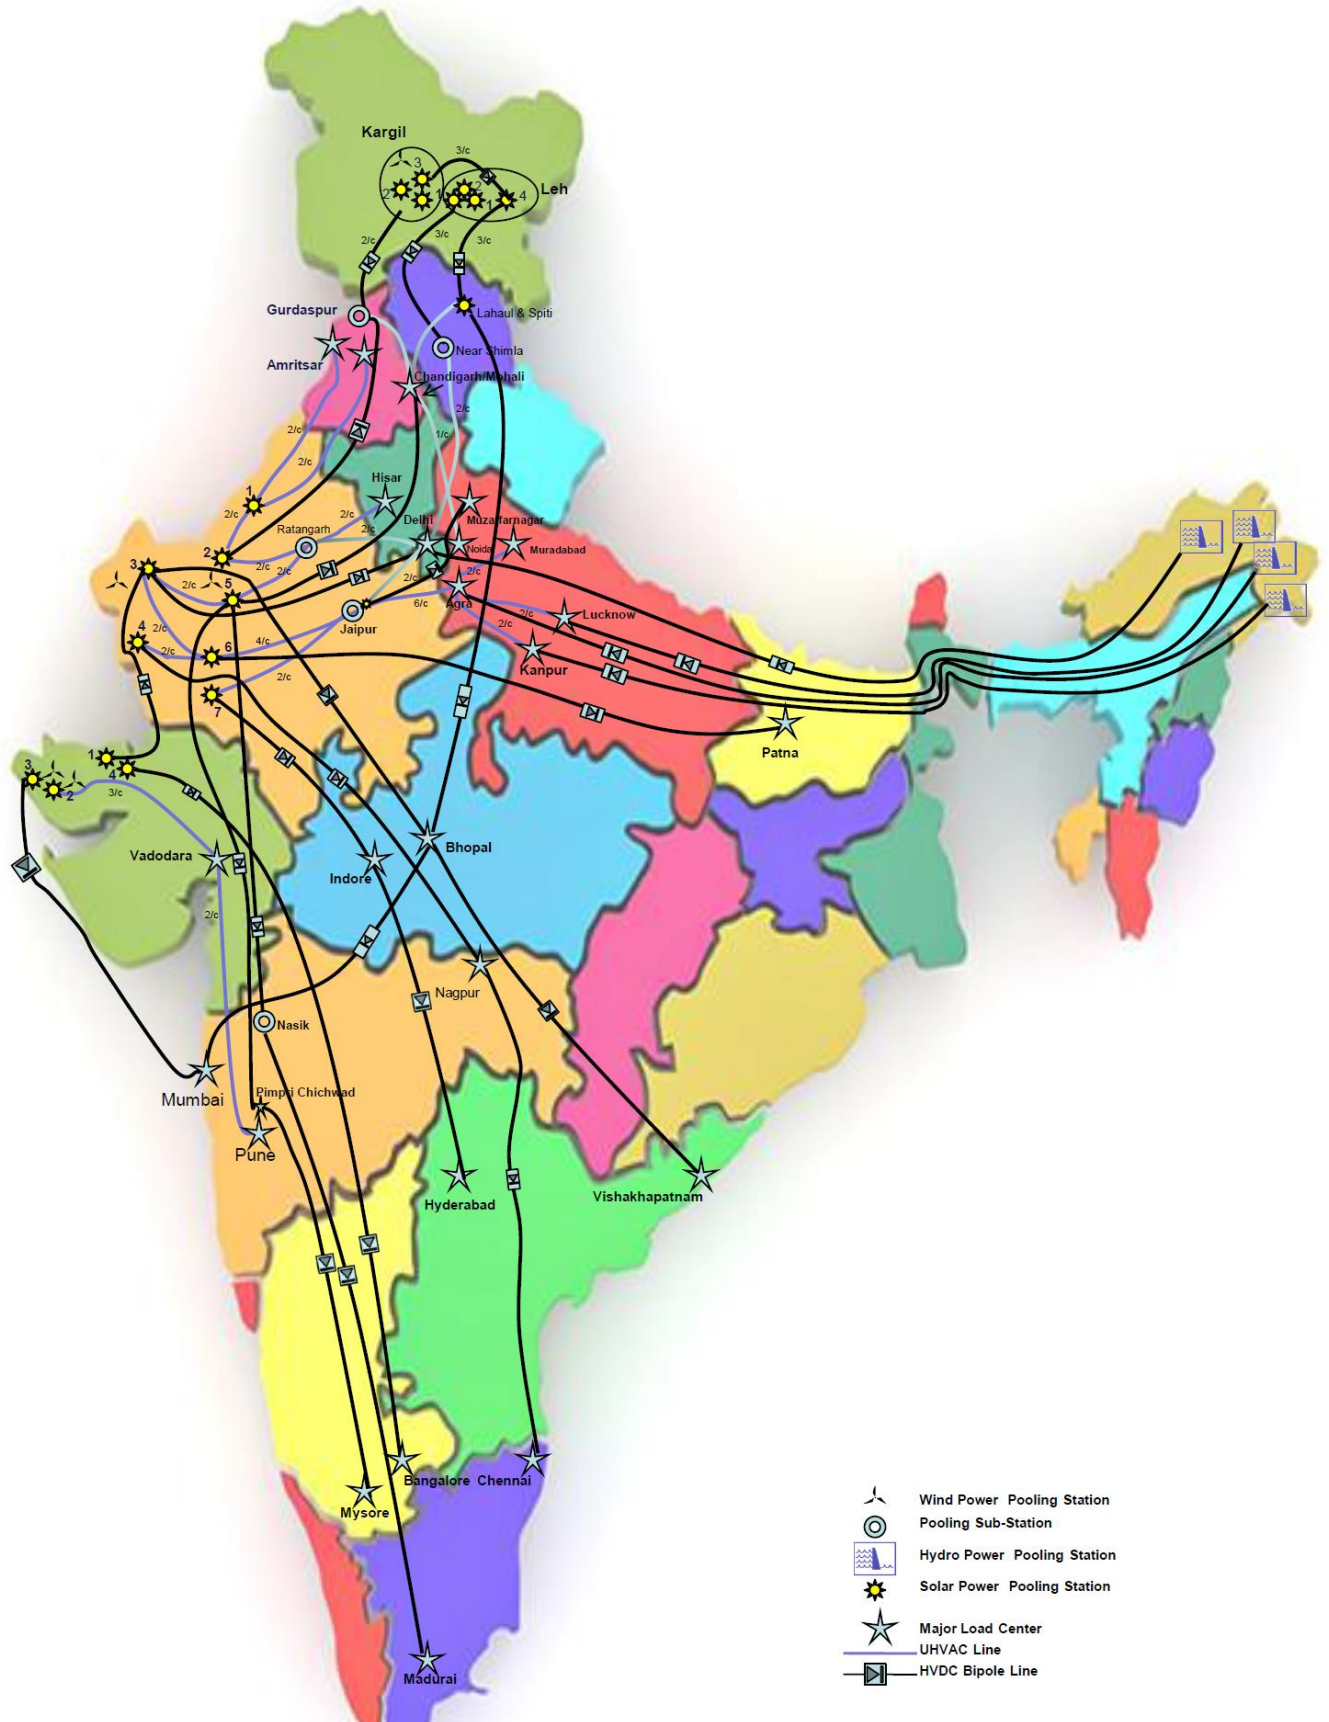 Kargil
3/c
3
2
1
2
1
4
Leh
2/c
3/c
3/c
Gurdaspur
Lahaul & Spiti
Near Shimla
Amritsar
Chandigarh/Mohali
2/c
2/c
1/c
2/c
Hisar
1
2/c
2/c
Delhi
Muzaffarnagar
Ratangarh
2/c
Noida
Muradabad
2
2/c
2/c
3
5
2/c
2/c
2/c
Agra
6/c
Jaipur
2/c
Lucknow
2/c
4
2/c
4/c
2/c
6
Kanpur
2/c
7
Patna
1
3
4
2
3/c
Vadodara
Bhopal
Indore
2/c
Nagpur
Nasik
Mumbai
Pimpri Chichwad
Pune
Hyderabad
Vishakhapatnam
Bangalore
Chennai
Mysore
Madurai
Wind Power Pooling Station
Pooling Sub-Station
Hydro Power Pooling Station
Solar Power Pooling Station
Major Load Center
UHVAC Line
HVDC Bipole Line